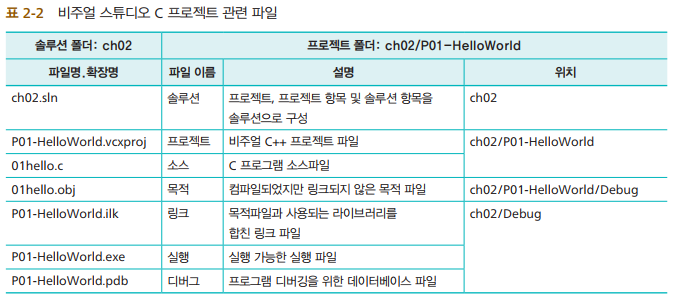 표 2-2 비주얼 스튜디오 C 프로젝트 관련 파일
솔루션 폴더: ch02 프로젝트 폴더: ch02/P01-HelloWorld
파일명.확장명 파일 이름 설명 위치
ch02.sln 솔루션 프로젝트, 프로젝트 항목 및 솔루션 항목을 ch02
솔루션으로 구성
P01-HelloWorld.vcxproj 프로젝트 비주얼 C++ 프로젝트 파일 ch02/P01-HelloWorld
01hello.c 소스 C 프로그램 소스파일
01hello.obj 목적 컴파일되었지만 링크되지 않은 목적 파일 ch02/P01-HelloWorld/Debug
P01-HelloWorld.ilk 링크 목적파일과 사용되는 라이브러리를 ch02/Debug
합친 링크 파일
P01-HelloWorld.exe 실행 실행 가능한 실행 파일
P01-HelloWorld.pdb 디버그 프로그램 디버깅을 위한 데이터베이스 파일